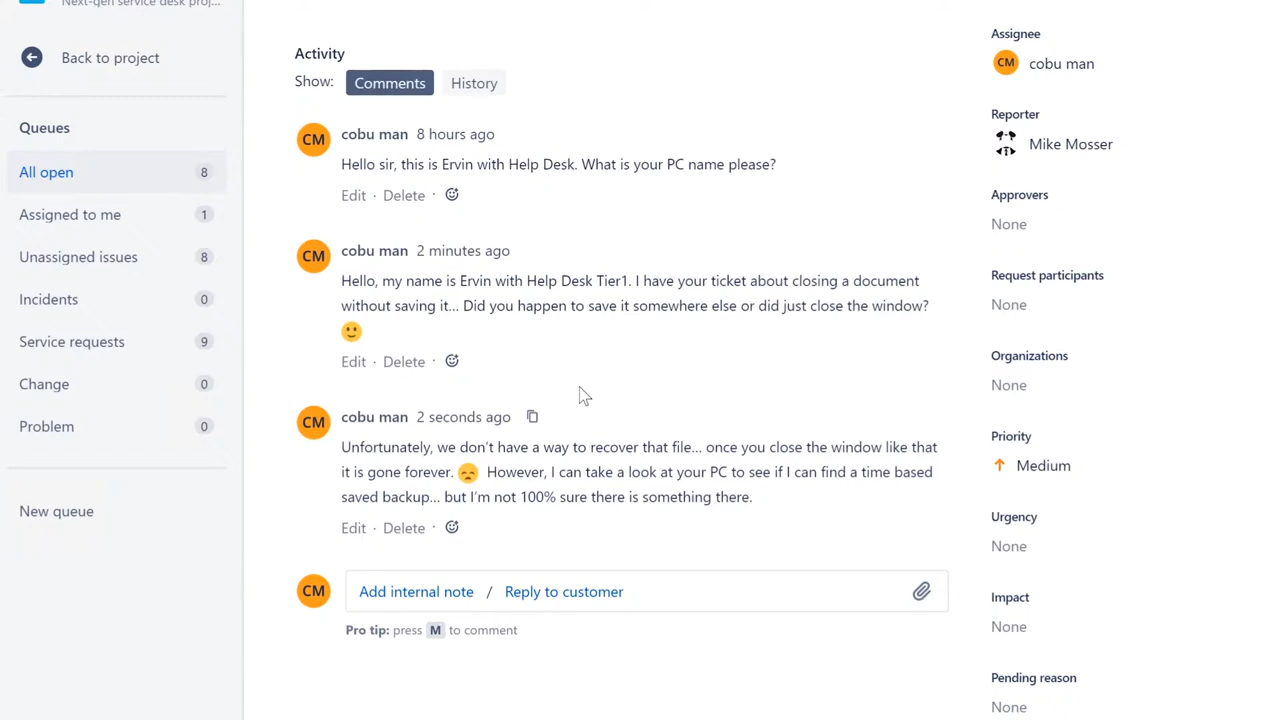 Next-gen service desk proj...
Back to project
Queues
All open 8
Assigned to me 1
Unassigned issues 8
Incidents 0
Service requests 9
Change 0
Problem 0
New queue
Activity
Show: Comments History
CM cobu man 8 hours ago
Hello sir, this is Ervin with Help Desk. What is your PC name please?
Edit · Delete ·
CM cobu man 2 minutes ago
Hello, my name is Ervin with Help Desk Tier1. I have your ticket about closing a document
without saving it... Did you happen to save it somewhere else or did just close the window?
Edit · Delete ·
CM cobu man 2 seconds ago
Unfortunately, we don't have a way to recover that file... once you close the window like that
it is gone forever. However, I can take a look at your PC to see if I can find a time based
saved backup... but I'm not 100% sure there is something there.
Edit · Delete ·
CM Add internal note / Reply to customer
Pro tip: press M to comment
Assignee
CM cobu man
Reporter
Mike Mosser
Approvers
None
Request participants
None
Organizations
None
Priority
Medium
Urgency
None
Impact
None
Pending reason
None